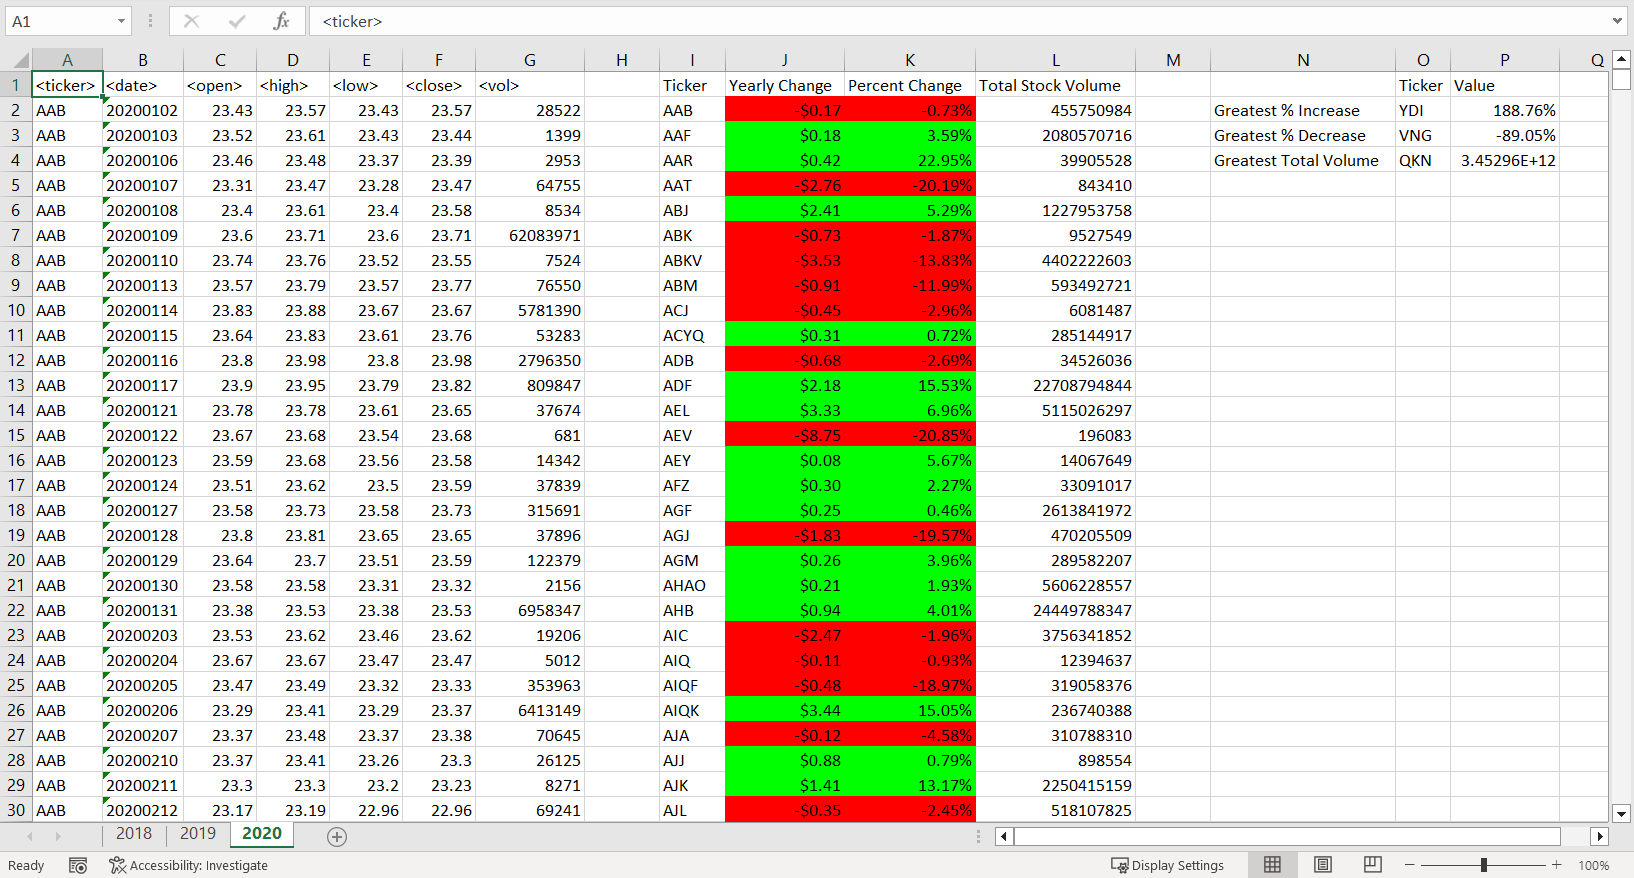 A1
fx
<ticker>
A B C D E F G H I J K L M N O P Q
1 <ticker> <date> <open> <high> <low> <close> <vol> Ticker Yearly Change Percent Change Total Stock Volume Ticker Value
2 AAB 20200102 23.43 23.57 23.43 23.57 28522 AAB -$0.17 -0.73% 455750984 Greatest % Increase YDI 188.76%
3 AAB 20200103 23.52 23.61 23.43 23.44 1399 AAF $0.18 3.59% 2080570716 Greatest % Decrease VNG -89.05%
4 AAB 20200106 23.46 23.48 23.37 23.39 2953 AAR $0.42 22.95% 39905528 Greatest Total Volume QKN 3.45296E+12
5 AAB 20200107 23.31 23.47 23.28 23.47 64755 AAT -$2.76 -20.19% 843410
6 AAB 20200108 23.4 23.61 23.4 23.58 8534 ABJ $2.41 5.29% 1227953758
7 AAB 20200109 23.6 23.71 23.6 23.71 62083971 ABK -$0.73 -1.87% 9527549
8 AAB 20200110 23.74 23.76 23.52 23.55 7524 ABKV -$3.53 -13.83% 4402222603
9 AAB 20200113 23.57 23.79 23.57 23.77 76550 ABM -$0.91 -11.99% 593492721
10 AAB 20200114 23.83 23.88 23.67 23.67 5781390 ACJ -$0.45 -2.96% 6081487
11 AAB 20200115 23.64 23.83 23.61 23.76 53283 ACYQ $0.31 0.72% 285144917
12 AAB 20200116 23.8 23.98 23.8 23.98 2796350 ADB -$0.68 -2.69% 34526036
13 AAB 20200117 23.9 23.95 23.79 23.82 809847 ADF $2.18 15.53% 22708794844
14 AAB 20200121 23.78 23.78 23.61 23.65 37674 AEL $3.33 6.96% 5115026297
15 AAB 20200122 23.67 23.68 23.54 23.68 681 AEV -$8.75 -20.85% 196083
16 AAB 20200123 23.59 23.68 23.56 23.58 14342 AEY $0.08 5.67% 14067649
17 AAB 20200124 23.51 23.62 23.5 23.59 37839 AFZ $0.30 2.27% 33091017
18 AAB 20200127 23.58 23.73 23.58 23.73 315691 AGF $0.25 0.46% 2613841972
19 AAB 20200128 23.8 23.81 23.65 23.65 37896 AGJ -$1.83 -19.57% 470205509
20 AAB 20200129 23.64 23.7 23.51 23.59 122379 AGM $0.26 3.96% 289582207
21 AAB 20200130 23.58 23.58 23.31 23.32 2156 AHAO $0.21 1.93% 5606228557
22 AAB 20200131 23.38 23.53 23.38 23.53 6958347 AHB $0.94 4.01% 24449788347
23 AAB 20200203 23.53 23.62 23.46 23.62 19206 AIC -$2.47 -1.96% 3756341852
24 AAB 20200204 23.67 23.67 23.47 23.47 5012 AIQ -$0.11 -0.93% 12394637
25 AAB 20200205 23.47 23.49 23.32 23.33 353963 AIQF -$0.48 -18.97% 319058376
26 AAB 20200206 23.29 23.41 23.29 23.37 6413149 AIQK $3.44 15.05% 236740388
27 AAB 20200207 23.37 23.48 23.37 23.38 70645 AJA -$0.12 -4.58% 310788310
28 AAB 20200210 23.37 23.41 23.26 23.3 26125 AJJ $0.88 0.79% 898554
29 AAB 20200211 23.3 23.3 23.2 23.23 8271 AJK $1.41 13.17% 2250415159
30 AAB 20200212 23.17 23.19 22.96 22.96 69241 AJL -$0.35 -2.45% 518107825
2018 2019 2020
Ready Accessibility: Investigate Display Settings 100%